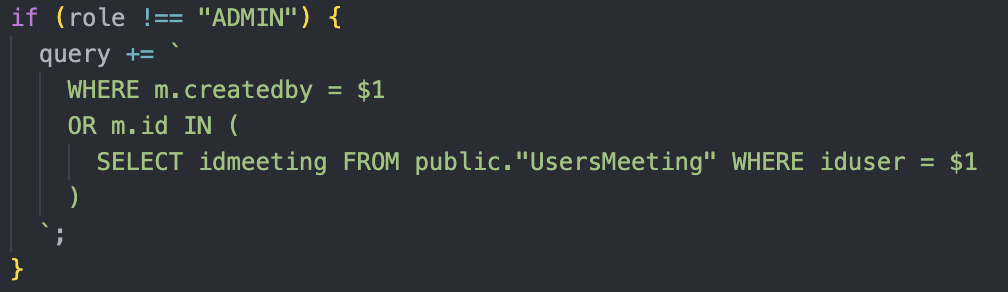 if (role !== "ADMIN") {
query += `
WHERE m.createdby = $1
OR m.id IN (
SELECT idmeeting FROM public."UsersMeeting" WHERE iduser = $1
)
`;
}